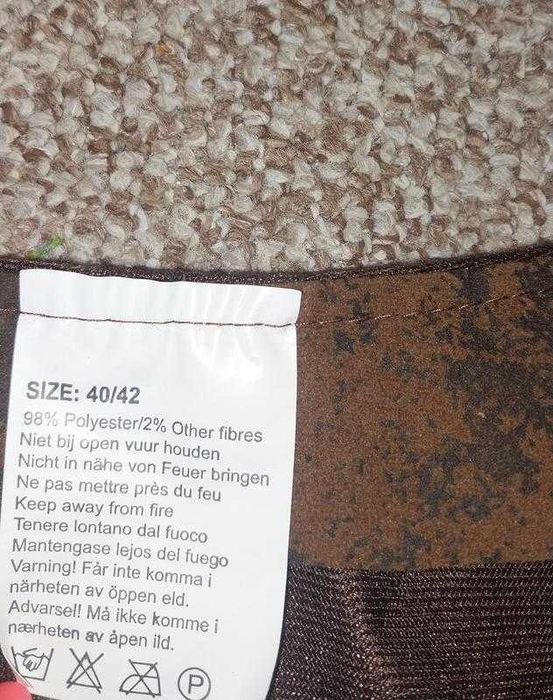 SIZE: 40/42
98% Polyester/2% Other fibres
Niet bij open vuur houden
Nicht in nähe von Feuer bringen
Ne pas mettre près du feu
Keep away from fire
Tenere lontano dal fuoco
Mantengase lejos del fuego
Varning! Får inte komma i
närheten av öppen eld.
Advarsel! Må ikke komme i
nærheten av åpen ild.
P